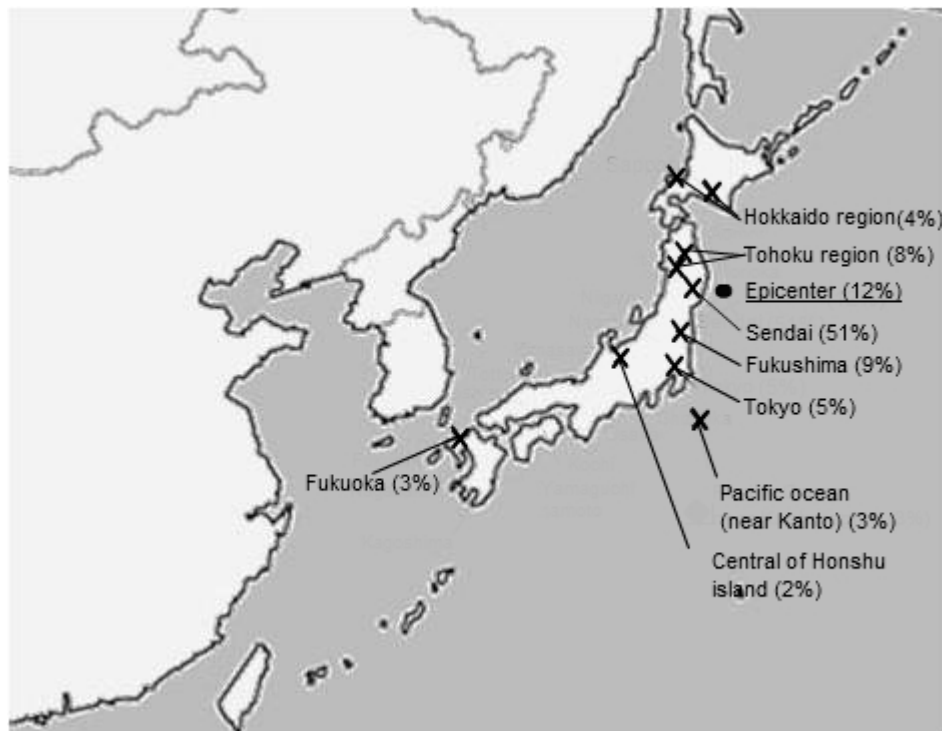 Hokkaido region(4%)
Tohoku region (8%)
Epicenter (12%)
Sendai (51%)
Fukushima (9%)
Tokyo (5%)
Fukuoka (3%)
Pacific ocean
(near Kanto) (3%)
Central of Honshu
island (2%)